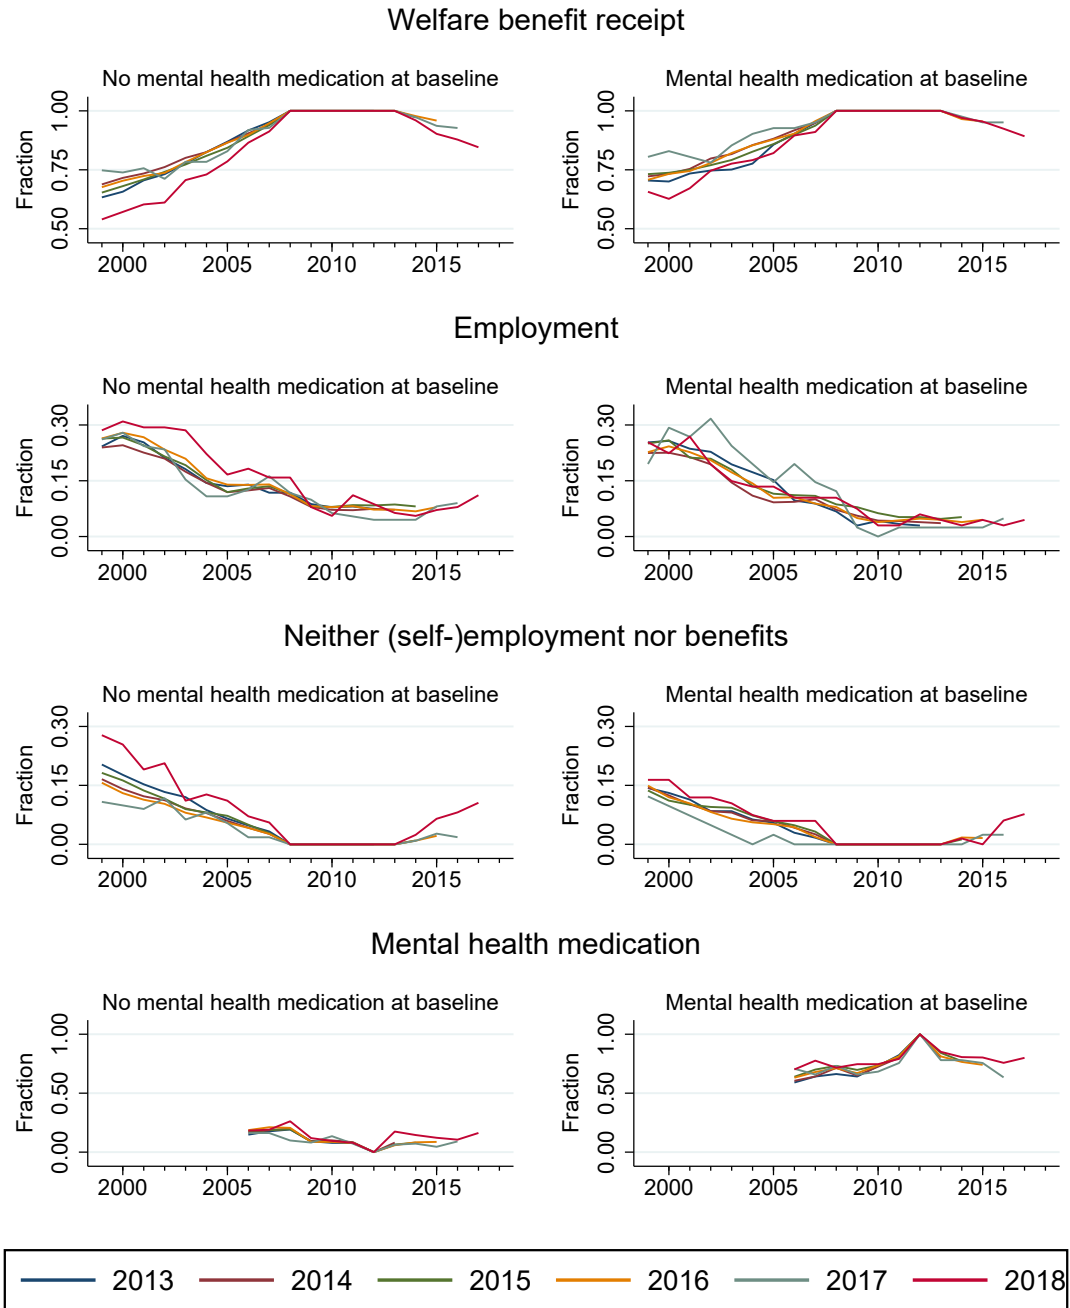 Welfare benefit receipt
No mental health medication at baseline
Mental health medication at baseline
Fraction
0.50 0.75 1.00
2000 2005 2010 2015
Fraction
0.50 0.75 1.00
2000 2005 2010 2015
Employment
No mental health medication at baseline
Mental health medication at baseline
Fraction
0.00 0.15 0.30
2000 2005 2010 2015
Fraction
0.00 0.15 0.30
2000 2005 2010 2015
Neither (self-)employment nor benefits
No mental health medication at baseline
Mental health medication at baseline
Fraction
0.00 0.15 0.30
2000 2005 2010 2015
Fraction
0.00 0.15 0.30
2000 2005 2010 2015
Mental health medication
No mental health medication at baseline
Mental health medication at baseline
Fraction
0.00 0.50 1.00
2000 2005 2010 2015
Fraction
0.00 0.50 1.00
2000 2005 2010 2015
2013 2014 2015 2016 2017 2018